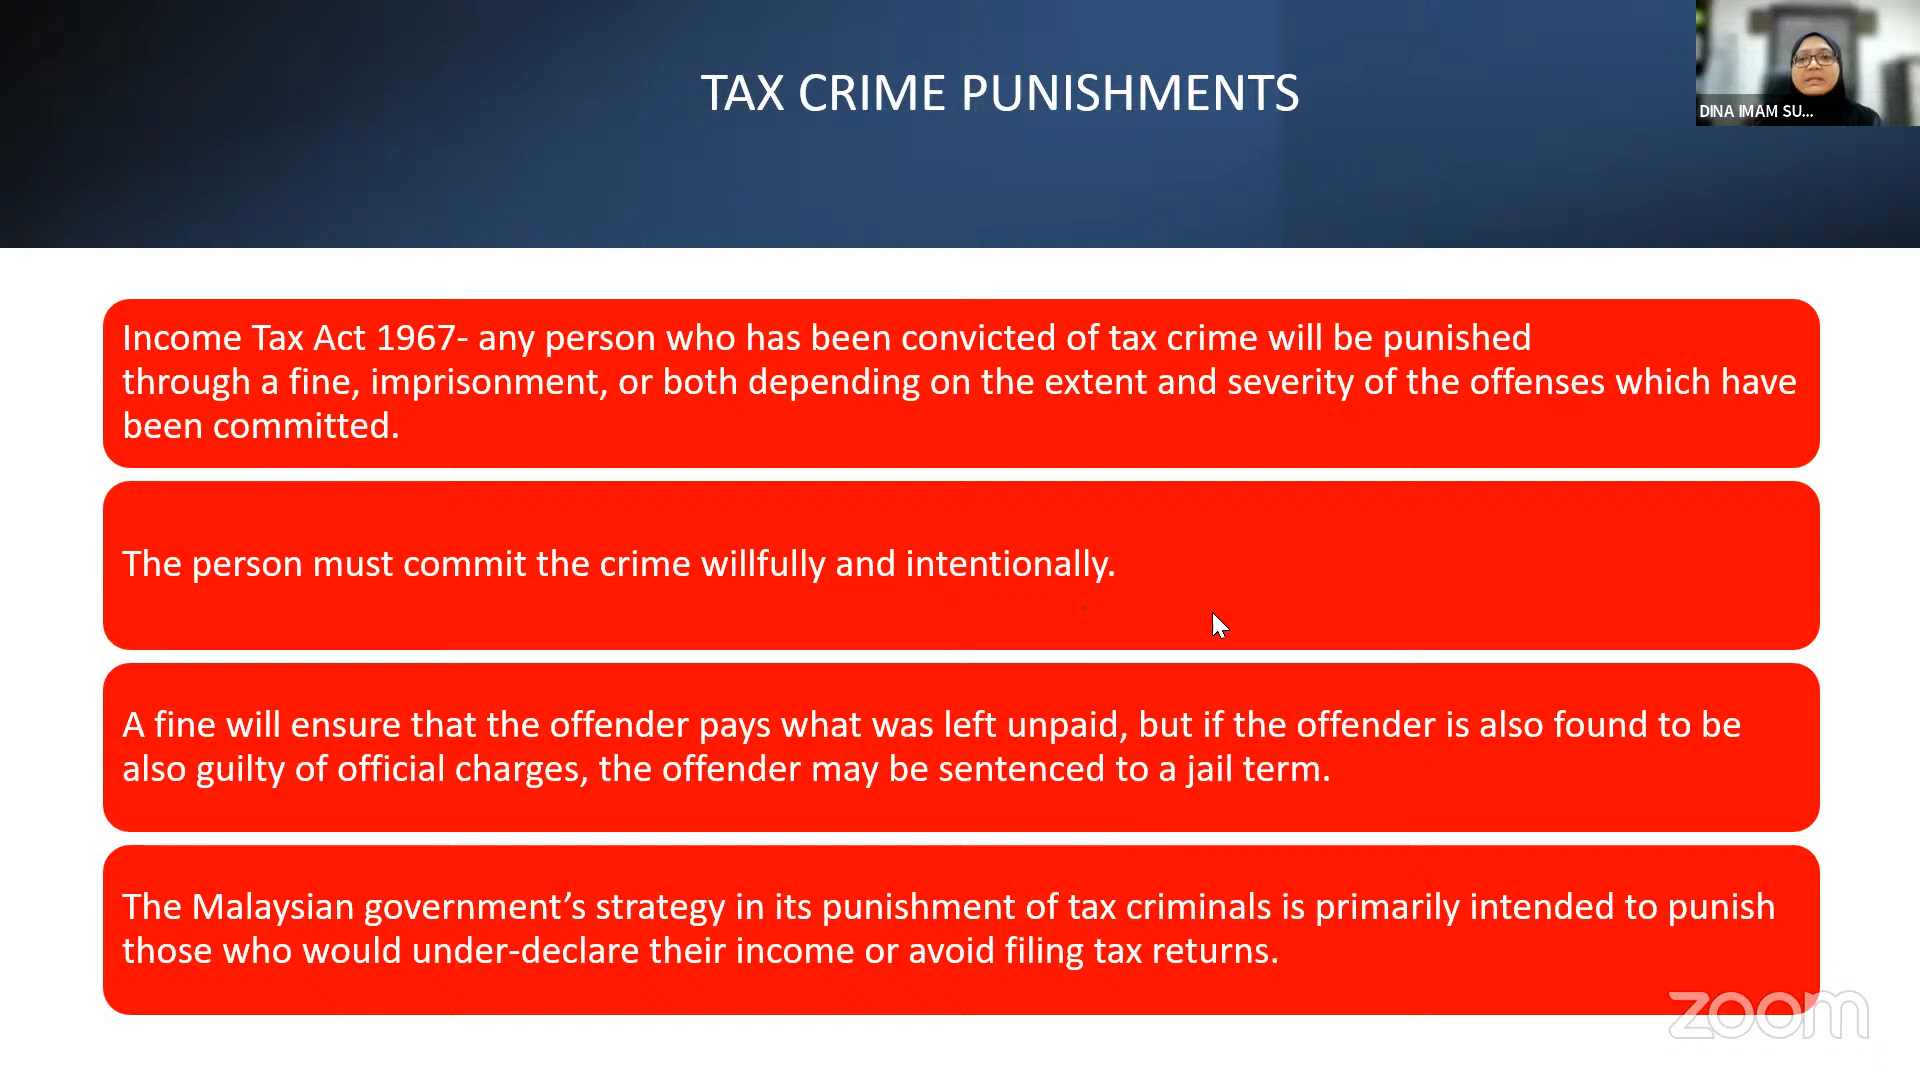 TAX CRIME PUNISHMENTS
DINA IMAM SU...
Income Tax Act 1967- any person who has been convicted of tax crime will be punished
through a fine, imprisonment, or both depending on the extent and severity of the offenses which have
been committed.
The person must commit the crime willfully and intentionally.
A fine will ensure that the offender pays what was left unpaid, but if the offender is also found to be
also guilty of official charges, the offender may be sentenced to a jail term.
The Malaysian government’s strategy in its punishment of tax criminals is primarily intended to punish
those who would under-declare their income or avoid filing tax returns.
zoom